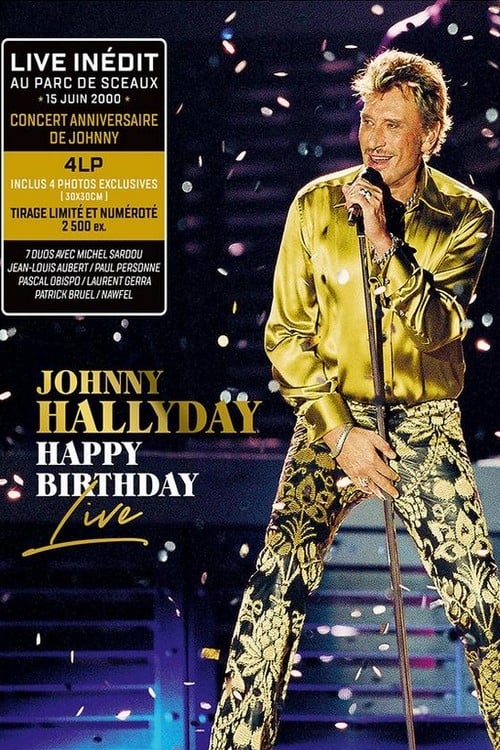 LIVE INÉDIT
AU PARC DE SCEAUX
* 15 JUIN 2000 *
CONCERT ANNIVERSAIRE
DE JOHNNY
4LP
INCLUS 4 PHOTOS EXCLUSIVES
[ 30X30CM ]
TIRAGE LIMITÉ ET NUMÉROTÉ
2 500 ex.
7 DUOS AVEC MICHEL SARDOU
JEAN-LOUIS AUBERT / PAUL PERSONNE
PASCAL OBISPO / LAURENT GERRA
PATRICK BRUEL / NAWFEL
JOHNNY
HALLYDAY
HAPPY
BIRTHDAY
Live